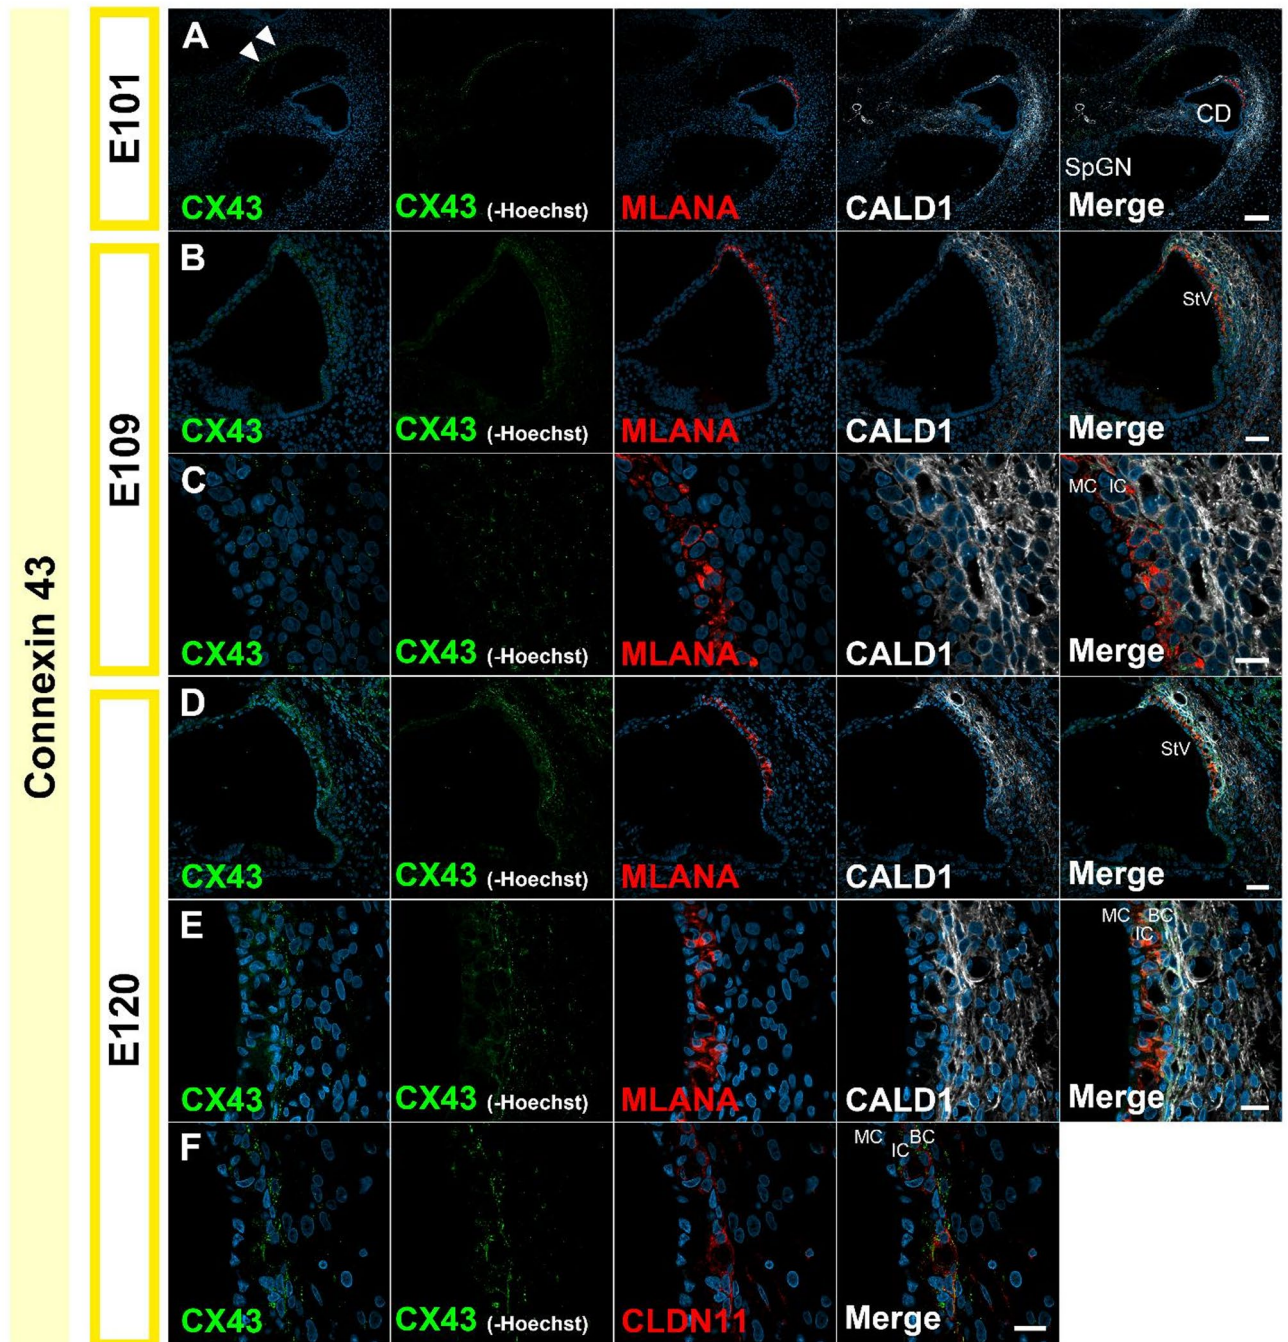 Connexin 43
E101
A
CX43
CX43 (-Hoechst)
MLANA
CALD1
CD
SpGN
Merge
E109
B
CX43
CX43 (-Hoechst)
MLANA
CALD1
StV
Merge
C
CX43
CX43 (-Hoechst)
MLANA
CALD1
MC IC
Merge
E120
D
CX43
CX43 (-Hoechst)
MLANA
CALD1
StV
Merge
E
CX43
CX43 (-Hoechst)
MLANA
CALD1
MC BC
IC
Merge
F
CX43
CX43 (-Hoechst)
CLDN11
MC BC
IC
Merge